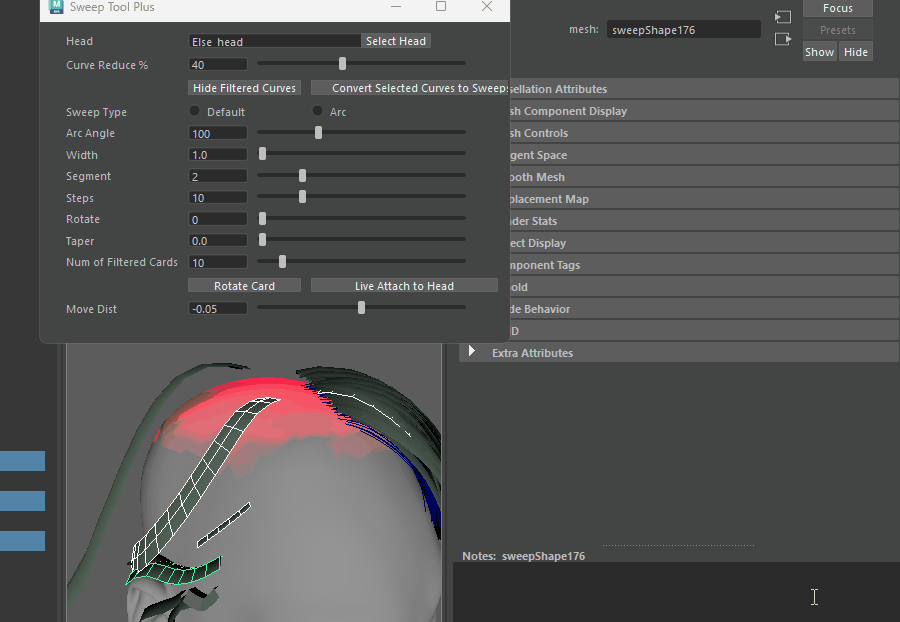 Sweep Tool Plus
Head
Else_head
Select Head
Curve Reduce %
40
Hide Filtered Curves
Convert Selected Curves to Sweeps
Sweep Type
Default
Arc
Arc Angle
100
Width
1.0
Segment
2
Steps
10
Rotate
0
Taper
0.0
Num of Filtered Cards
10
Rotate Card
Live Attach to Head
Move Dist
-0.05
mesh:
sweepShape176
Focus
Presets
Show
Hide
sellation Attributes
sh Component Display
sh Controls
gent Space
ooth Mesh
placement Map
der Stats
ect Display
mponent Tags
old
de Behavior
D
Extra Attributes
Notes: sweepShape176